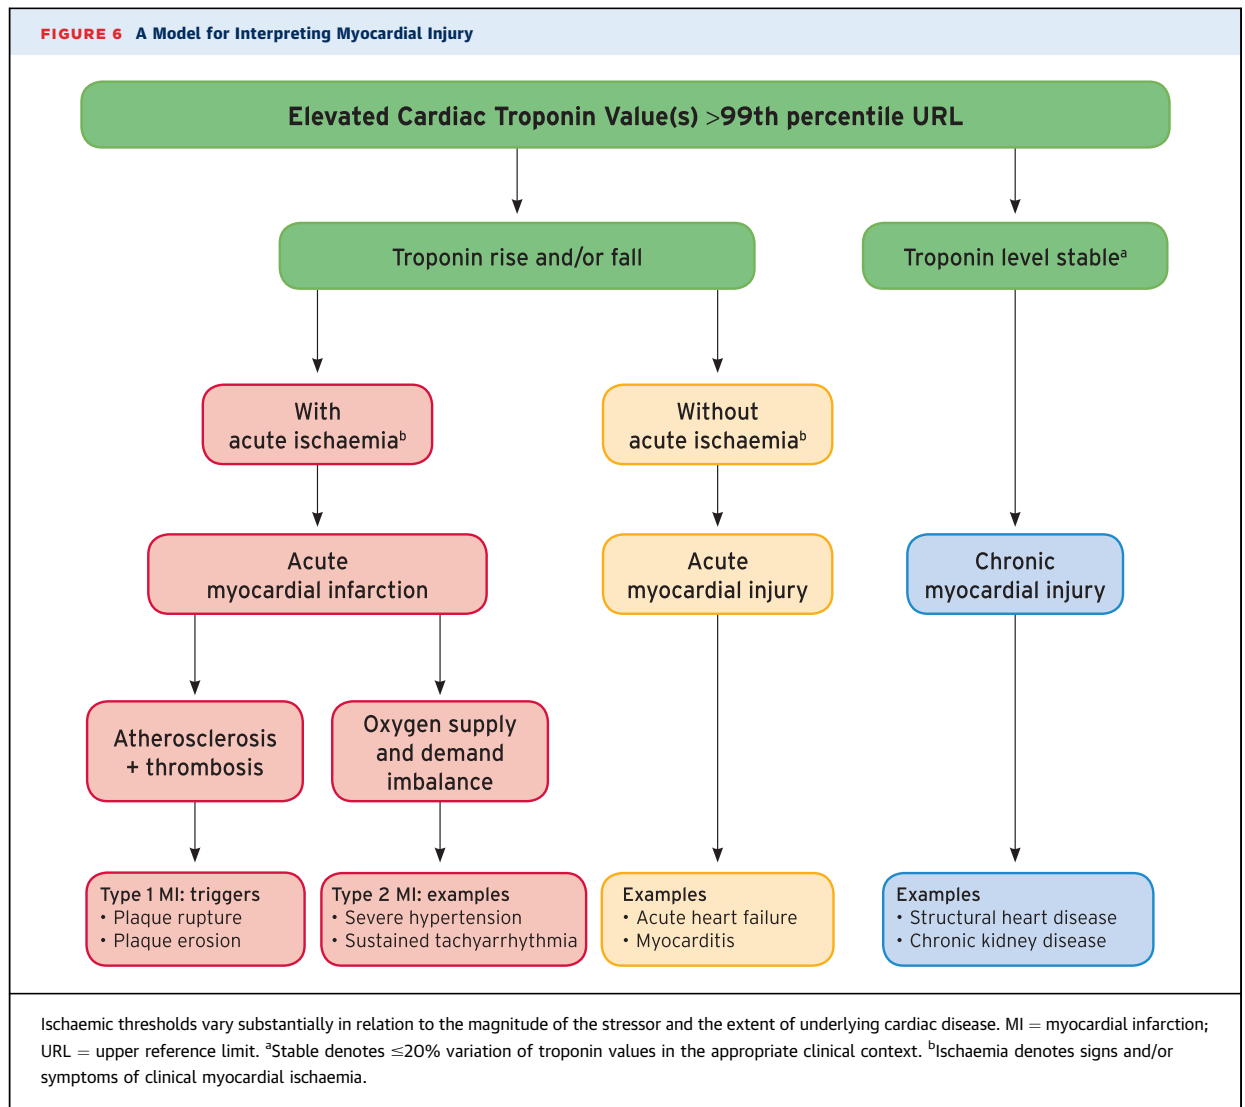 FIGURE 6 A Model for Interpreting Myocardial Injury
Elevated Cardiac Troponin Value(s) >99th percentile URL
Troponin rise and/or fall
Troponin level stableᵃ
With
acute ischaemiaᵇ
Without
acute ischaemiaᵇ
Acute
myocardial infarction
Acute
myocardial injury
Chronic
myocardial injury
Atherosclerosis
+ thrombosis
Oxygen supply
and demand
imbalance
Type 1 MI: triggers
• Plaque rupture
• Plaque erosion
Type 2 MI: examples
• Severe hypertension
• Sustained tachyarrhythmia
Examples
• Acute heart failure
• Myocarditis
Examples
• Structural heart disease
• Chronic kidney disease
Ischaemic thresholds vary substantially in relation to the magnitude of the stressor and the extent of underlying cardiac disease. MI = myocardial infarction;
URL = upper reference limit. ᵃStable denotes ≤20% variation of troponin values in the appropriate clinical context. ᵇIschaemia denotes signs and/or
symptoms of clinical myocardial ischaemia.